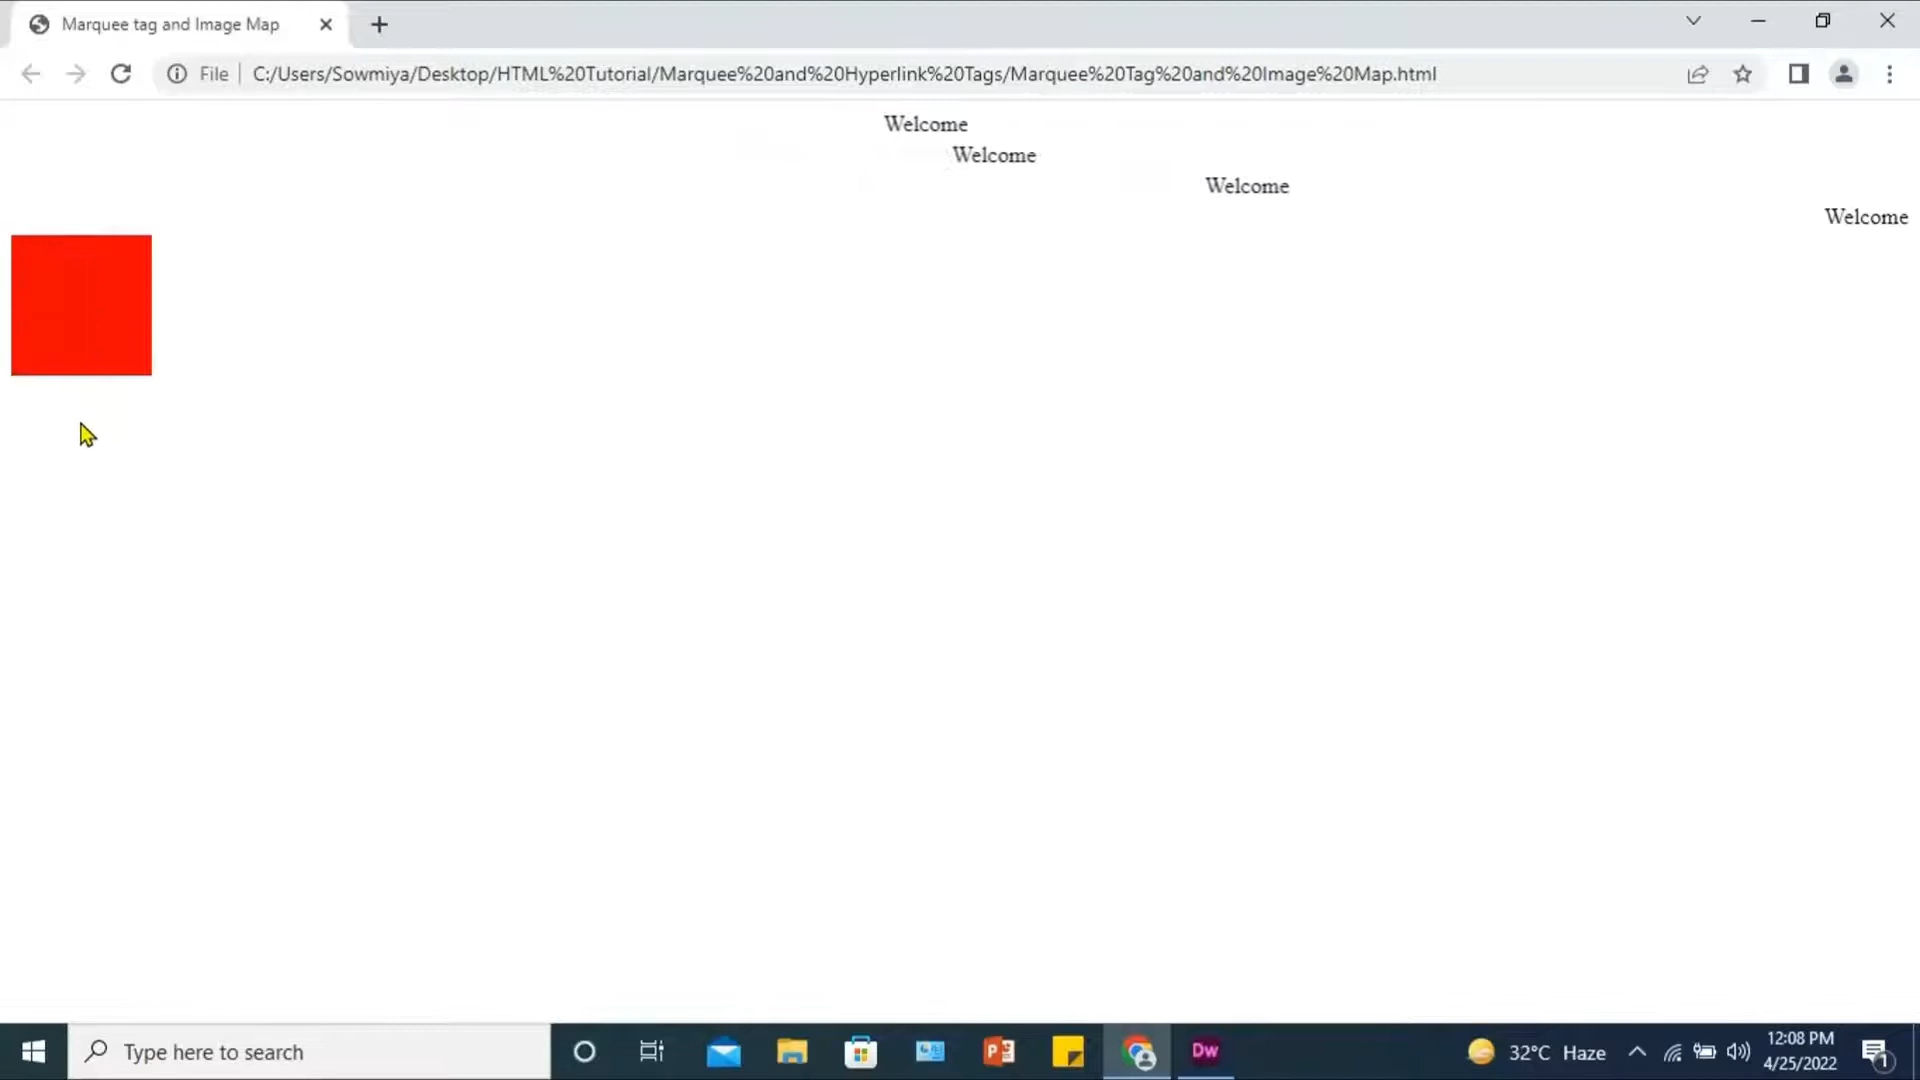 Marquee tag and Image Map
File C:/Users/Sowmiya/Desktop/HTML%20Tutorial/Marquee%20and%20Hyperlink%20Tags/Marquee%20Tag%20and%20Image%20Map.html
Welcome
Welcome
Welcome
Welcome
Type here to search
Dw
32°C Haze
12:08 PM
4/25/2022
1